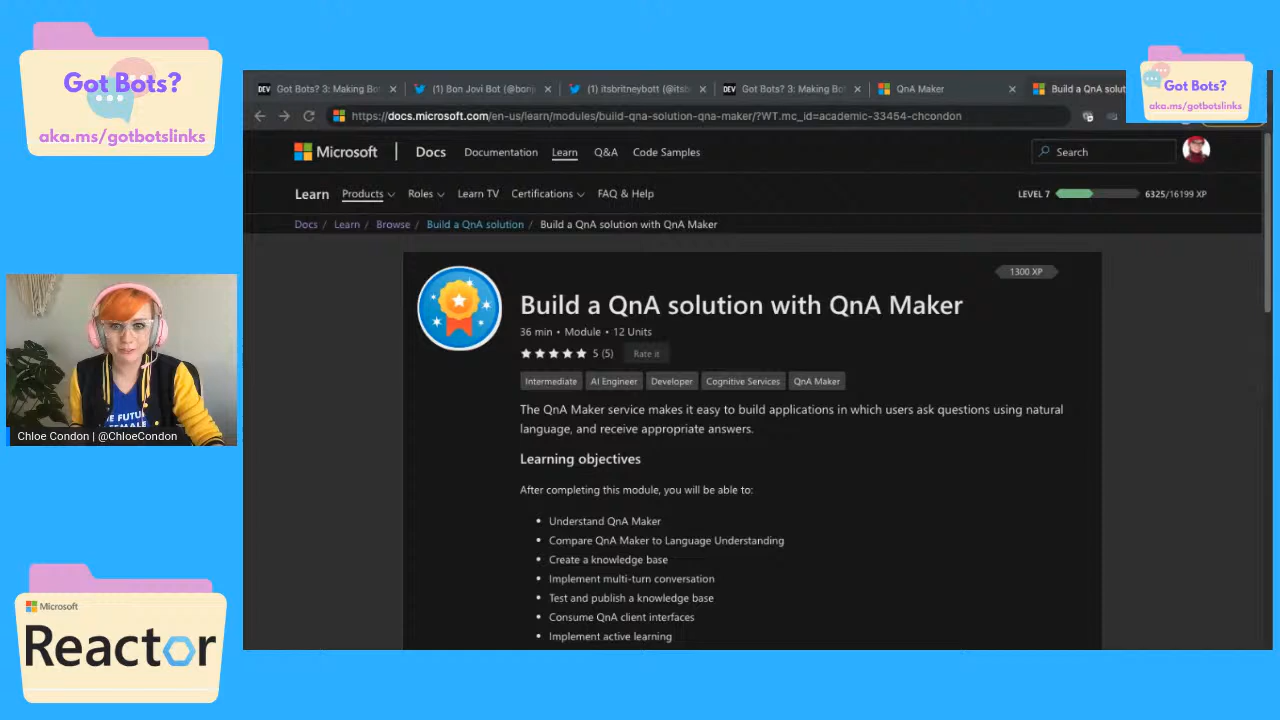 Got Bots?
aka.ms/gotbotslinks
Got Bots? 3: Making Bo
(1) Bon Jovi Bot (@bonj
(1) itsbritneybott (@itsb
Got Bots? 3: Making Bo
QnA Maker
Build a QnA solu
Got Bots?
aka.ms/gotbotslinks
https://docs.microsoft.com/en-us/learn/modules/build-qna-solution-qna-maker/?WT.mc_id=academic-33454-chcondon
Microsoft
Docs
Documentation
Learn
Q&A
Code Samples
Search
Learn
Products
Roles
Learn TV
Certifications
FAQ & Help
LEVEL 7
6325/16199 XP
Docs / Learn / Browse / Build a QnA solution / Build a QnA solution with QnA Maker
1300 XP
Build a QnA solution with QnA Maker
36 min • Module • 12 Units
5 (5)
Rate it
Intermediate
AI Engineer
Developer
Cognitive Services
QnA Maker
The QnA Maker service makes it easy to build applications in which users ask questions using natural
language, and receive appropriate answers.
Learning objectives
After completing this module, you will be able to:
• Understand QnA Maker
• Compare QnA Maker to Language Understanding
• Create a knowledge base
• Implement multi-turn conversation
• Test and publish a knowledge base
• Consume QnA client interfaces
• Implement active learning
THE FUTURE
FEMALE
Chloe Condon | @ChloeCondon
Microsoft
Reactor